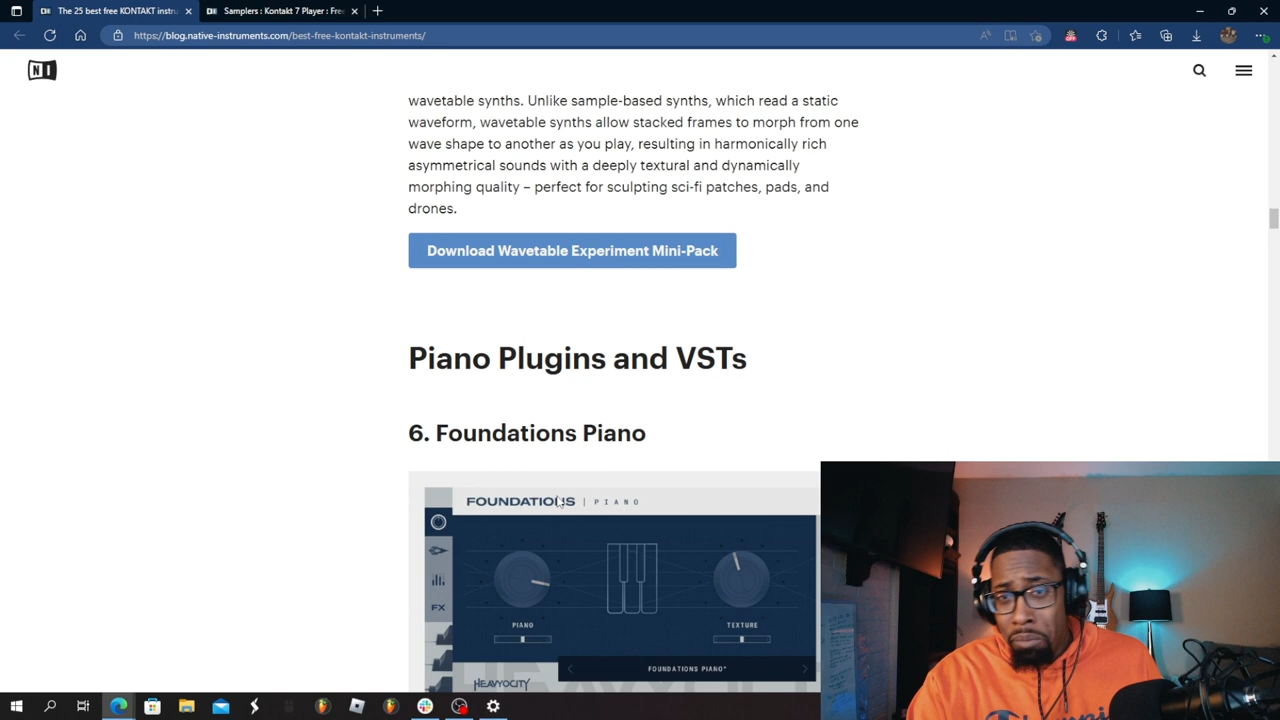 The 25 best free KONTAKT instru
Samplers : Kontakt 7 Player : Fre
https://blog.native-instruments.com/best-free-kontakt-instruments/
NI
wavetable synths. Unlike sample-based synths, which read a static
waveform, wavetable synths allow stacked frames to morph from one
wave shape to another as you play, resulting in harmonically rich
asymmetrical sounds with a deeply textural and dynamically
morphing quality – perfect for sculpting sci-fi patches, pads, and
drones.
Download Wavetable Experiment Mini-Pack
Piano Plugins and VSTs
6. Foundations Piano
FOUNDATIONS | PIANO
FX
PIANO
TEXTURE
FOUNDATIONS PIANO*
HEAVYOCITY